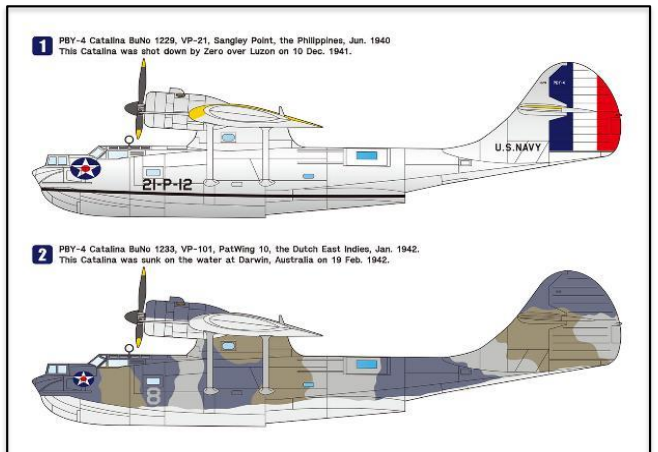 1
PBY-4 Catalina BuNo 1229, VP-21, Sangley Point, the Philippines, Jun. 1940
This Catalina was shot down by Zero over Luzon on 10 Dec. 1941.
PBY-4
U.S.NAVY
21-P-12
2
PBY-4 Catalina BuNo 1233, VP-101, PatWing 10, the Dutch East Indies, Jan. 1942.
This Catalina was sunk on the water at Darwin, Australia on 19 Feb. 1942.
8